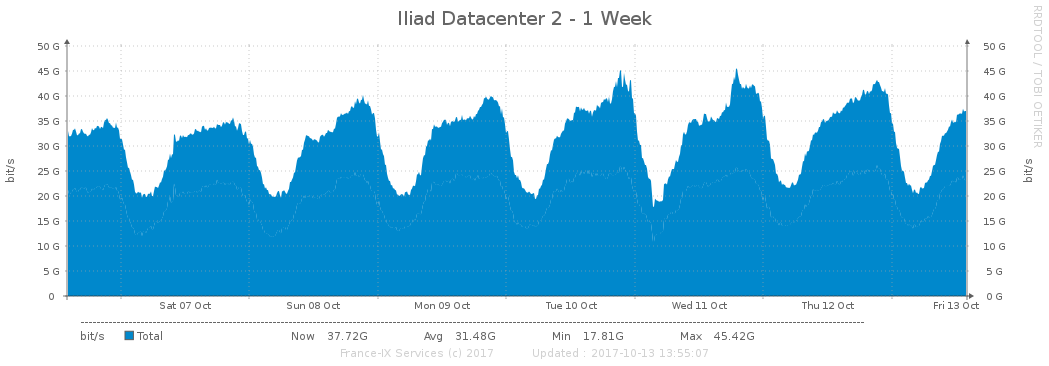 Iliad Datacenter 2 - 1 Week
RRDTOOL / TOBI OETIKER
bit/s
50 G 50 G
45 G 45 G
40 G 40 G
35 G 35 G
30 G 30 G
25 G 25 G
20 G 20 G
15 G 15 G
10 G 10 G
5 G 5 G
0 0 G
bit/s
Sat 07 Oct Sun 08 Oct Mon 09 Oct Tue 10 Oct Wed 11 Oct Thu 12 Oct Fri 13 Oct
bit/s Total Now 37.72G Avg 31.48G Min 17.81G Max 45.42G
France-IX Services (c) 2017 Updated : 2017-10-13 13:55:07